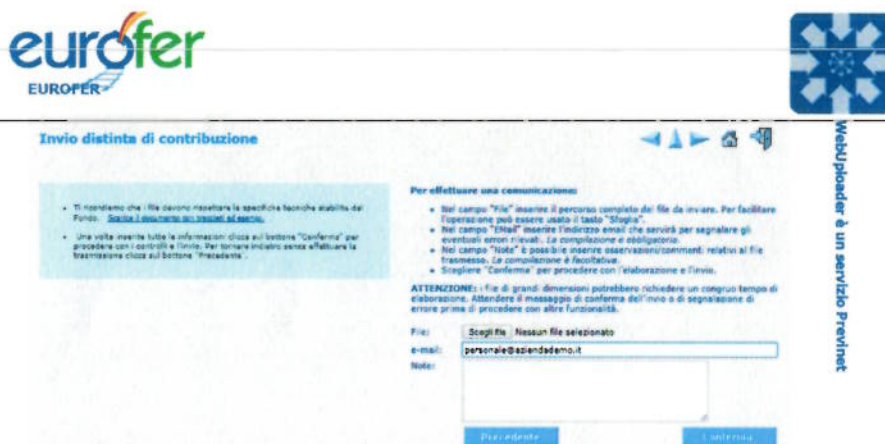 eurofer
EUROFER
Invio distinta di contribuzione
Ti ricordiamo che i file devono rispettare le specifiche tecniche stabilite dal
Fondo. Scarica il documento con tracciati ed esempi.
Una volta inserite tutte le informazioni clicca sul bottone "Conferma" per
procedere con i controlli e l'invio. Per tornare indietro senza effettuare la
trasmissione clicca sul bottone "Precedente".
Per effettuare una comunicazione:
Nel campo "File" inserire il percorso completo del file da inviare. Per facilitare
l'operazione può essere usato il tasto "Sfoglia".
Nel campo "EMail" inserire l'indirizzo email che servirà per segnalare gli
eventuali errori rilevati. La compilazione è obbligatoria.
Nel campo "Note" è possibile inserire osservazioni/commenti relativi al file
trasmesso. La compilazione è facoltativa.
Scegliere "Conferma" per procedere con l'elaborazione e l'invio.
ATTENZIONE: i file di grandi dimensioni potrebbero richiedere un congruo tempo di
elaborazione. Attendere il messaggio di conferma dell'invio o di segnalazione di
errore prima di procedere con altre funzionalità.
File: Scegli file Nessun file selezionato
e-mail: personale@aziendademo.it
Note:
Precedente Conferma
WebUploader è un servizio Previnet